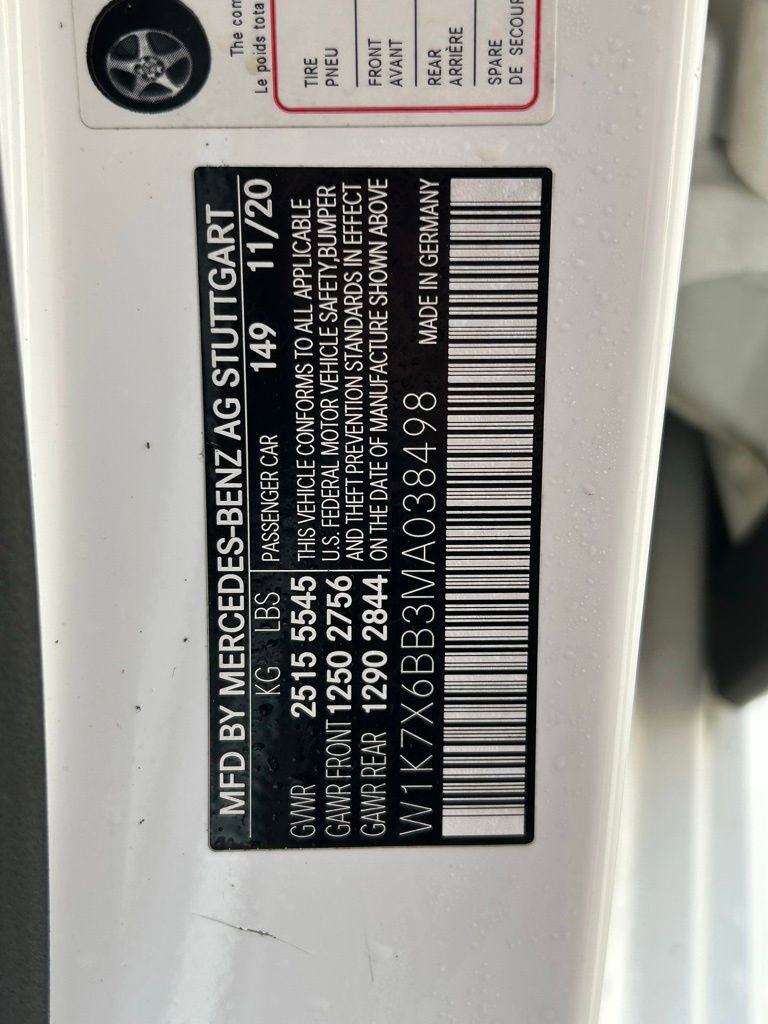 MFD BY MERCEDES-BENZ AG STUTTGART
KG LBS PASSENGER CAR 149 11/20
GVWR 2515 5545 THIS VEHICLE CONFORMS TO ALL APPLICABLE
GAWR FRONT 1250 2756 U.S. FEDERAL MOTOR VEHICLE SAFETY,BUMPER
GAWR REAR 1290 2844 AND THEFT PREVENTION STANDARDS IN EFFECT
ON THE DATE OF MANUFACTURE SHOWN ABOVE
W1K7X6BB3MA038498 MADE IN GERMANY
The com
Le poids tota
TIRE
PNEU
FRONT
AVANT
REAR
ARRIÈRE
SPARE
DE SECOUR